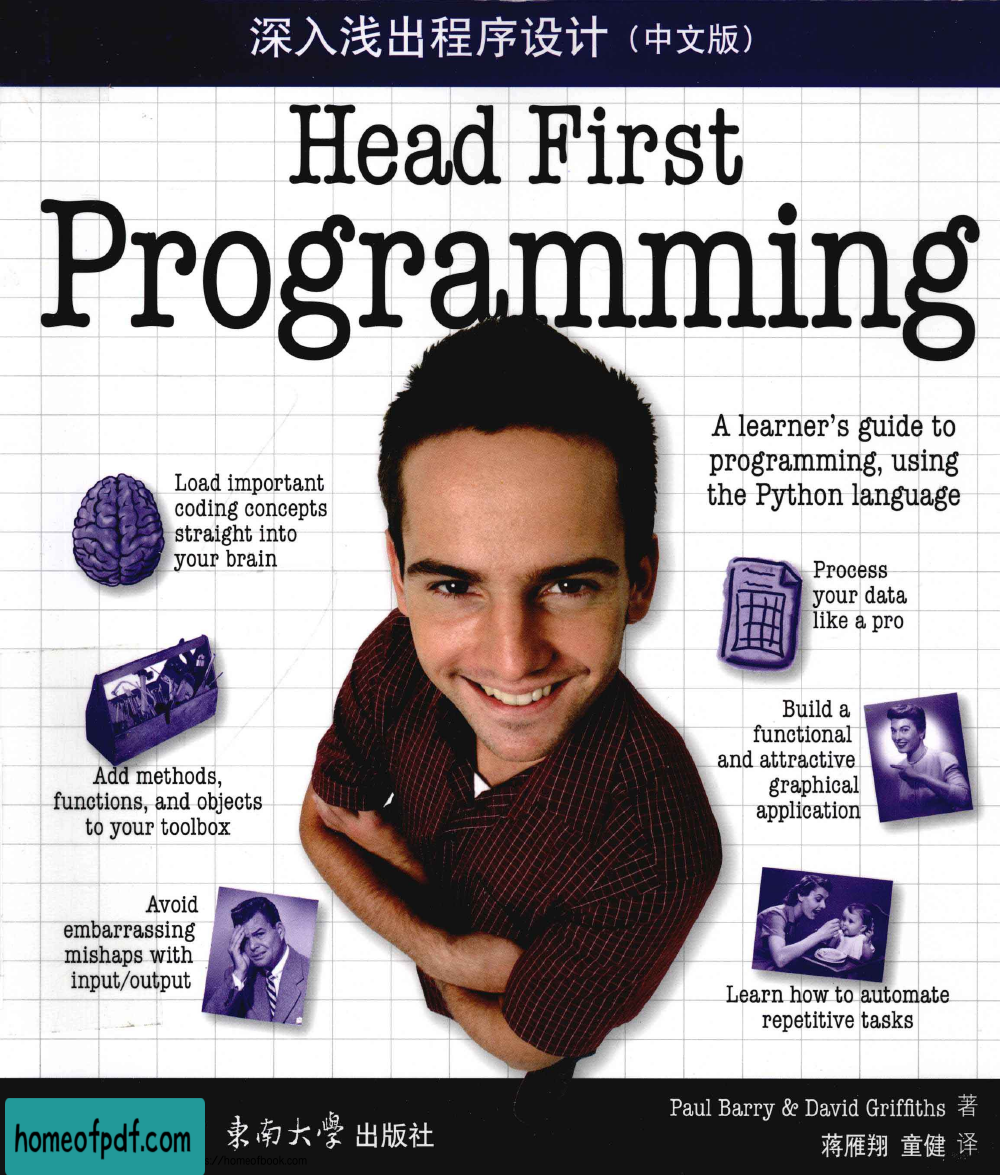 深入浅出程序设计（中文版）
Head First
Programming
A learner's guide to
programming, using
the Python language
Load important
coding concepts
straight into
your brain
Process
your data
like a pro
Add methods,
functions, and objects
to your toolbox
Build a
functional
and attractive
graphical
application
Avoid
embarrassing
mishaps with
input/output
Learn how to automate
repetitive tasks
Paul Barry & David Griffiths 著
蒋雁翔 童健 译
東南大學 出版社
homeofpdf.com
//homeofbook.com